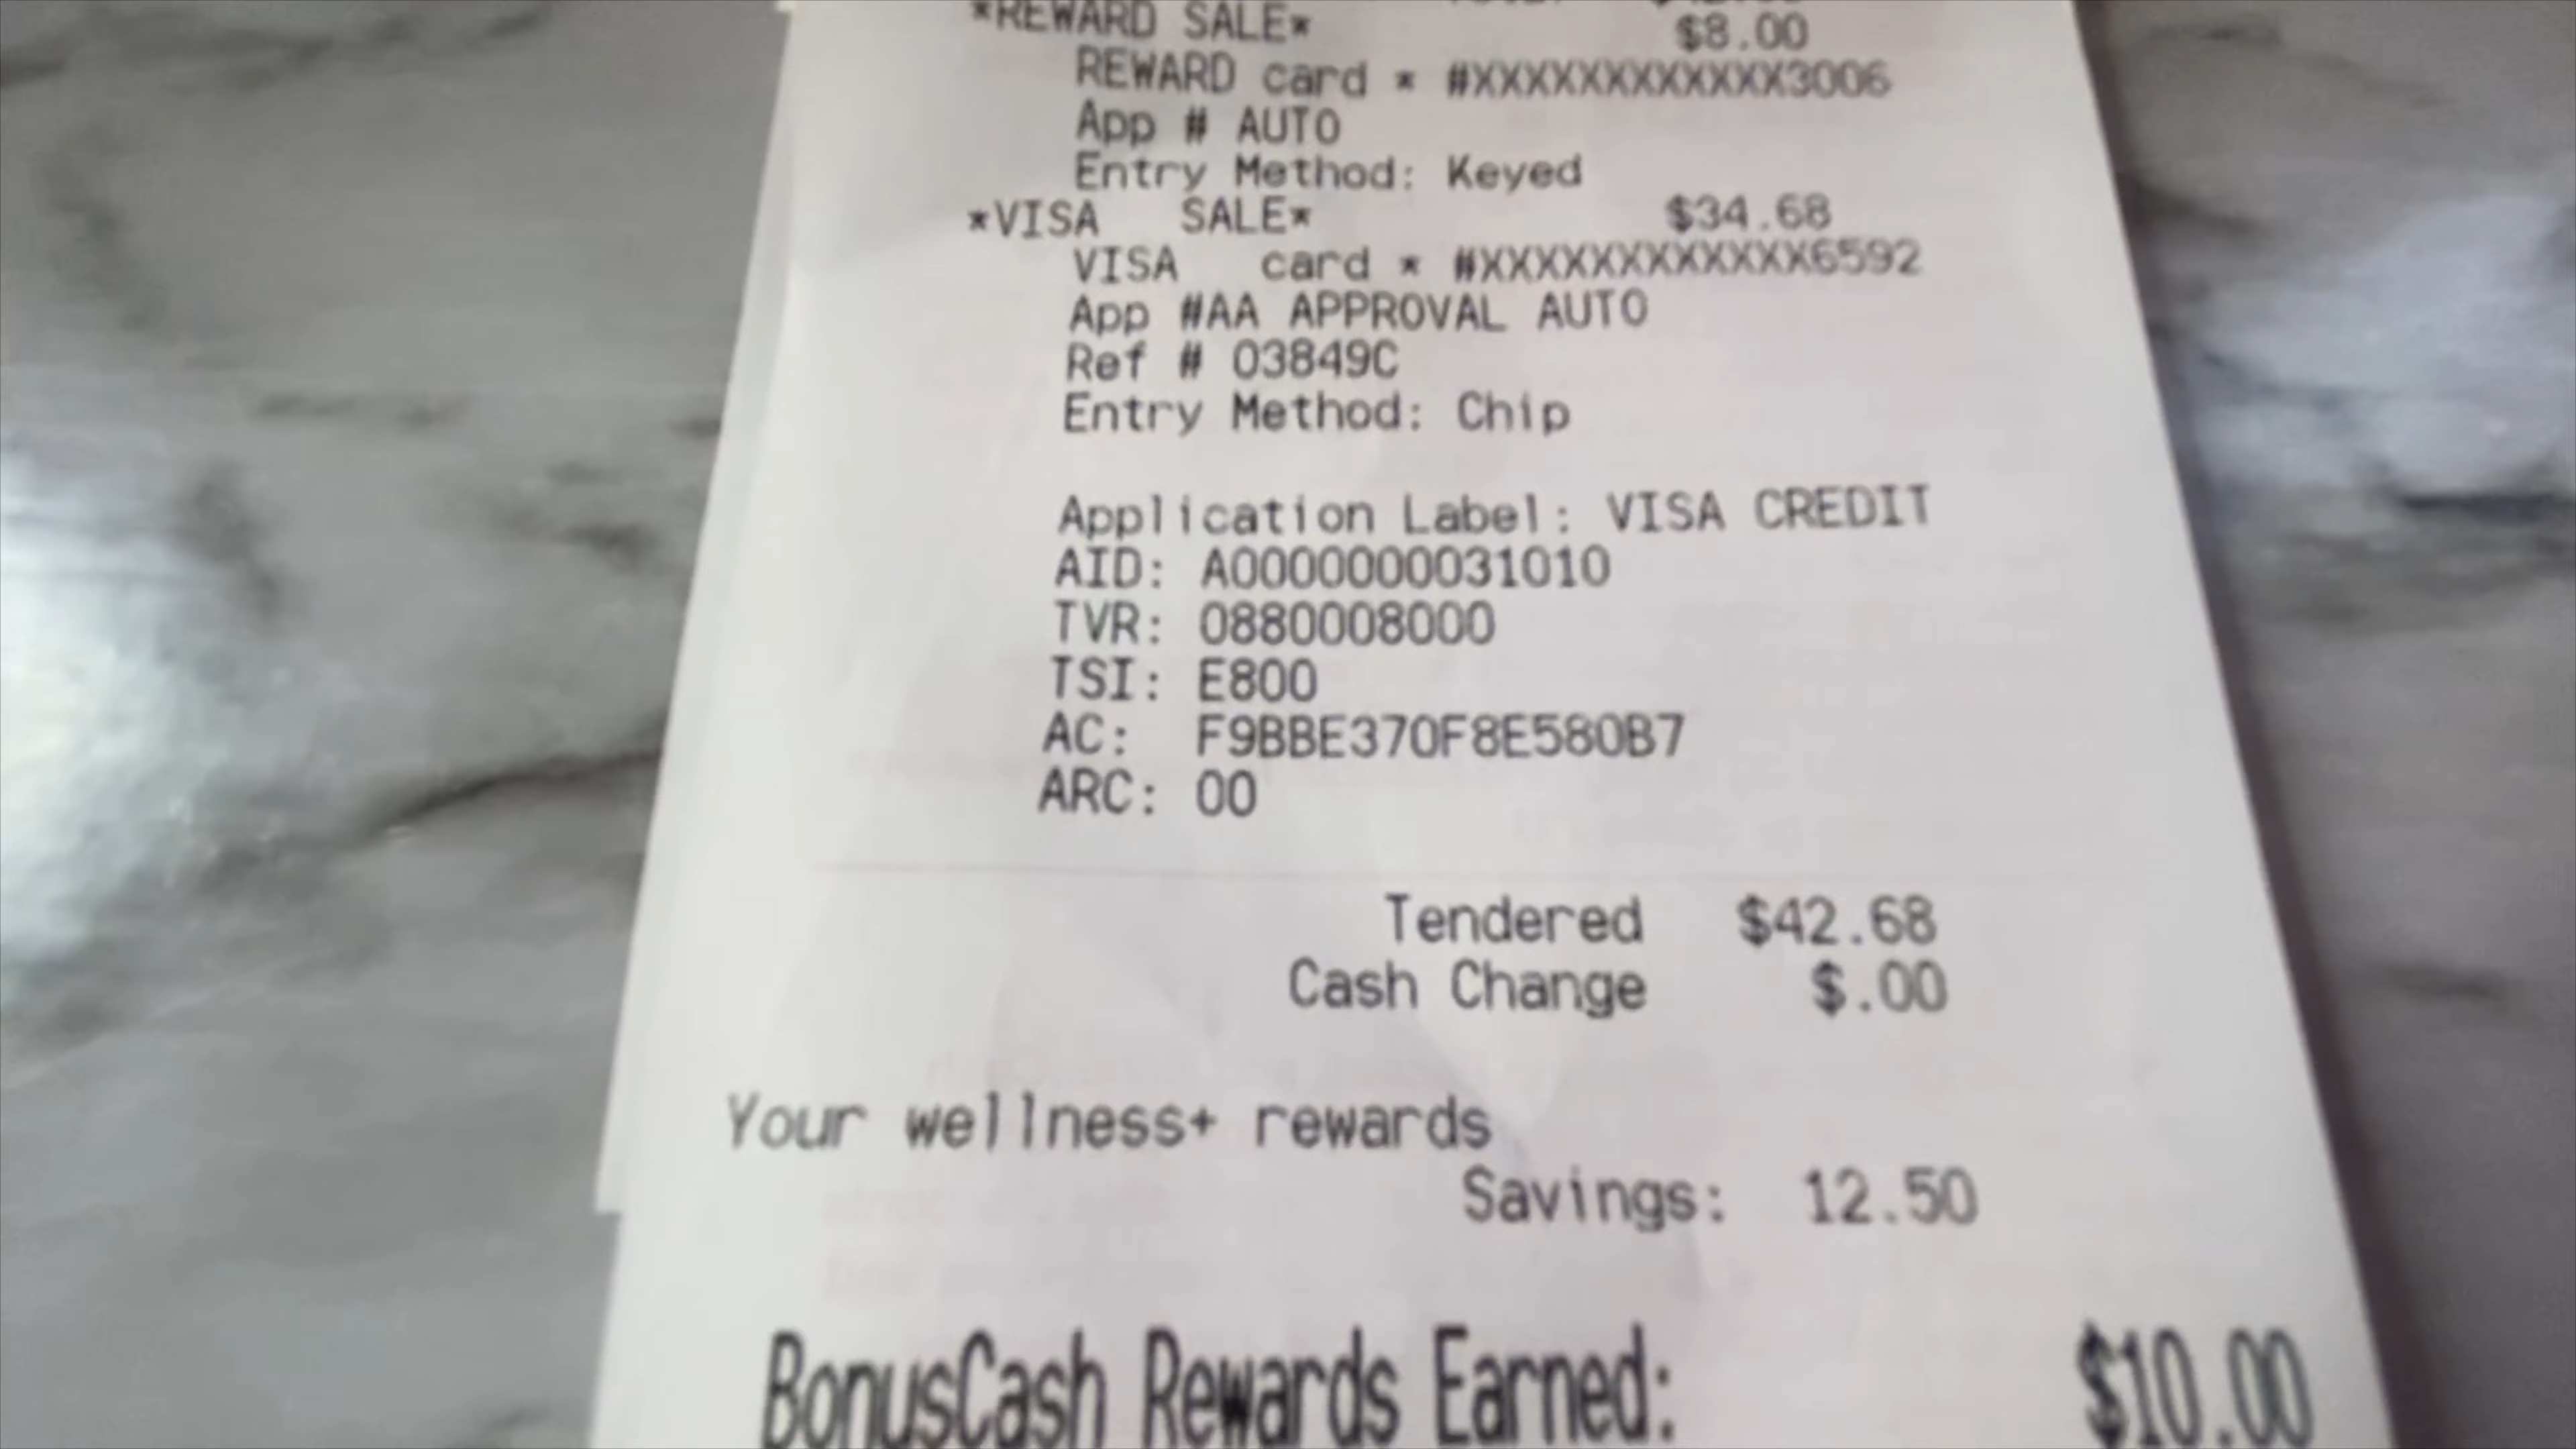 *REWARD SALE* $8.00
REWARD card * #XXXXXXXXXXXX3006
App # AUTO
Entry Method: Keyed
*VISA SALE* $34.68
VISA card * #XXXXXXXXXXXX6592
App #AA APPROVAL AUTO
Ref # 03849C
Entry Method: Chip
Application Label: VISA CREDIT
AID: A0000000031010
TVR: 0880008000
TSI: E800
AC: F9BBE370F8E580B7
ARC: 00
Tendered $42.68
Cash Change $.00
Your wellness+ rewards
Savings: 12.50
BonusCash Rewards Earned: $10.00